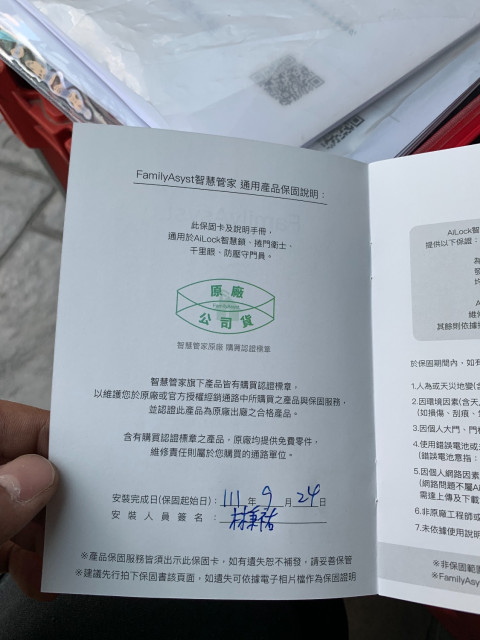 FamilyAsyst智慧管家 通用產品保固說明：
此保固卡及說明手冊，
適用於AiLock智慧鎖、捲門衛士、
千里眼、防壓守門員。
原廠
FamilyAsyst
公司貨
智慧管家原廠 購買認證標章
智慧管家旗下產品皆有購買認證標章，
以維護您於原廠或官方授權經銷通路中所購買之產品與保固服務，
並認證此產品為原廠出廠之合格產品。
含有購買認證標章之產品，原廠均提供免費零件，
維修責任則屬於您購買的通路單位。
安裝完成日(保固起始日)：111年9月24日
安裝人員簽名：
※產品保固服務皆須出示此保固卡，如有遺失恕不補發，請妥善保管
※建議先行拍下保固書該頁面，如遺失可依據電子相片檔作為保固證明
AiLock智
提供以下保證：
為
均
維修
其餘則依據
於保固期間內，如有
1.人為或天災地變(含
2.因環境因素(含天
(如損傷、刮痕、
3.因個人大門、門
4.使用錯誤電池或
(錯誤電池意指：
5.因個人網路因素
(網路問題不屬Ai
需達上傳及下載
6.非原廠工程師或
7.未依據使用說明
※非保固範圍
※FamilyAsy